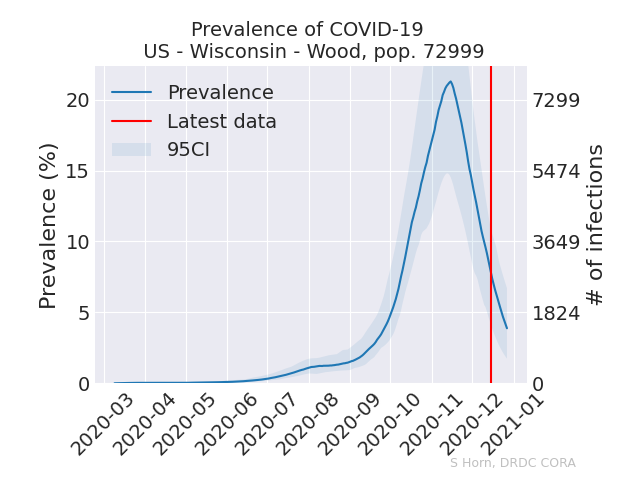 Prevalence of COVID-19
US - Wisconsin - Wood, pop. 72999
Prevalence
Latest data
95CI
Prevalence (%)
20
15
10
5
0
7299
5474
3649
1824
0
# of infections
2020-03
2020-04
2020-05
2020-06
2020-07
2020-08
2020-09
2020-10
2020-11
2020-12
2021-01
S Horn, DRDC CORA